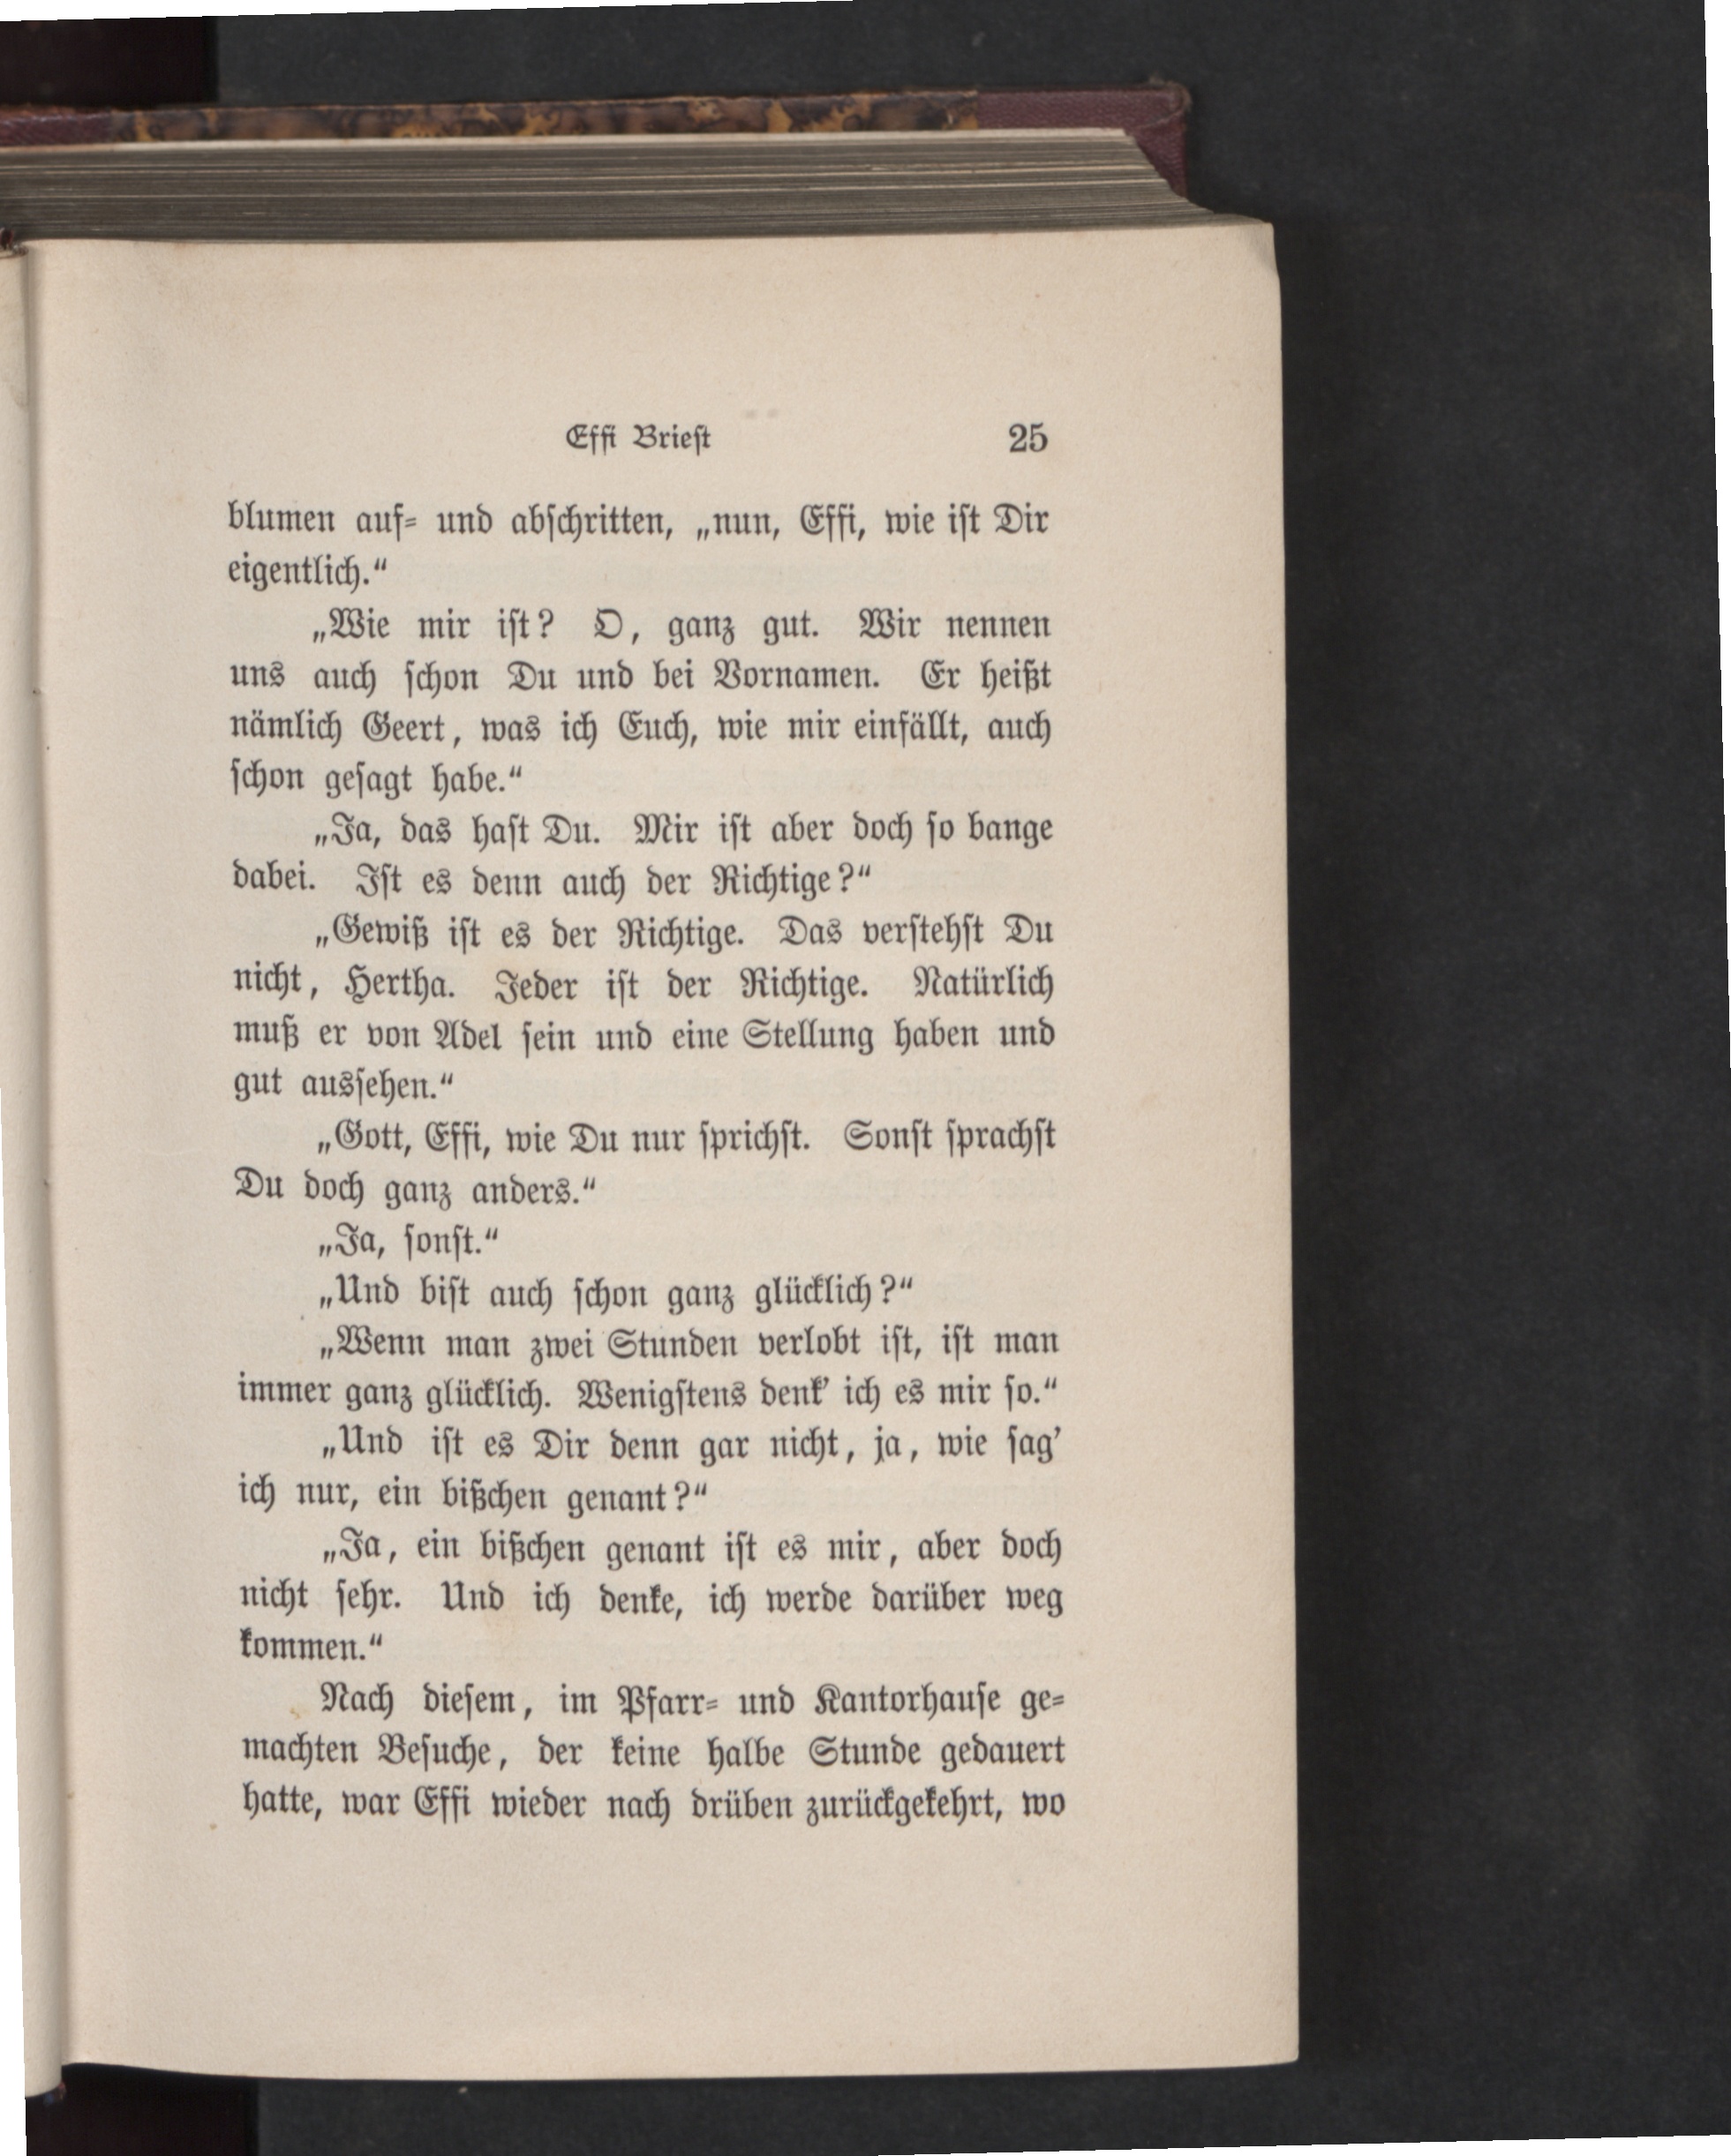 Effi Brieſt 25
blumen auf⸗ und abſchritten, „nun, Effi, wie iſt Dir
eigentlich.“
„Wie mir iſt? O, ganz gut. Wir nennen
uns auch ſchon Du und bei Vornamen. Er heißt
nämlich Geert, was ich Euch, wie mir einfällt, auch
ſchon geſagt habe.“
„Ja, das haſt Du. Mir iſt aber doch ſo bange
dabei. Iſt es denn auch der Richtige?“
„Gewiß iſt es der Richtige. Das verſtehſt Du
nicht, Hertha. Jeder iſt der Richtige. Natürlich
muß er von Adel ſein und eine Stellung haben und
gut ausſehen.“
„Gott, Effi, wie Du nur ſprichſt. Sonſt ſprachſt
Du doch ganz anders.“
„Ja, ſonſt.“
„Und biſt auch ſchon ganz glücklich?“
„Wenn man zwei Stunden verlobt iſt, iſt man
immer ganz glücklich. Wenigſtens denk’ ich es mir ſo.“
„Und iſt es Dir denn gar nicht, ja, wie ſag’
ich nur, ein bißchen genant?“
„Ja, ein bißchen genant iſt es mir, aber doch
nicht ſehr. Und ich denke, ich werde darüber weg
kommen.“
Nach dieſem, im Pfarr⸗ und Kantorhauſe ge⸗
machten Beſuche, der keine halbe Stunde gedauert
hatte, war Effi wieder nach drüben zurückgekehrt, wo